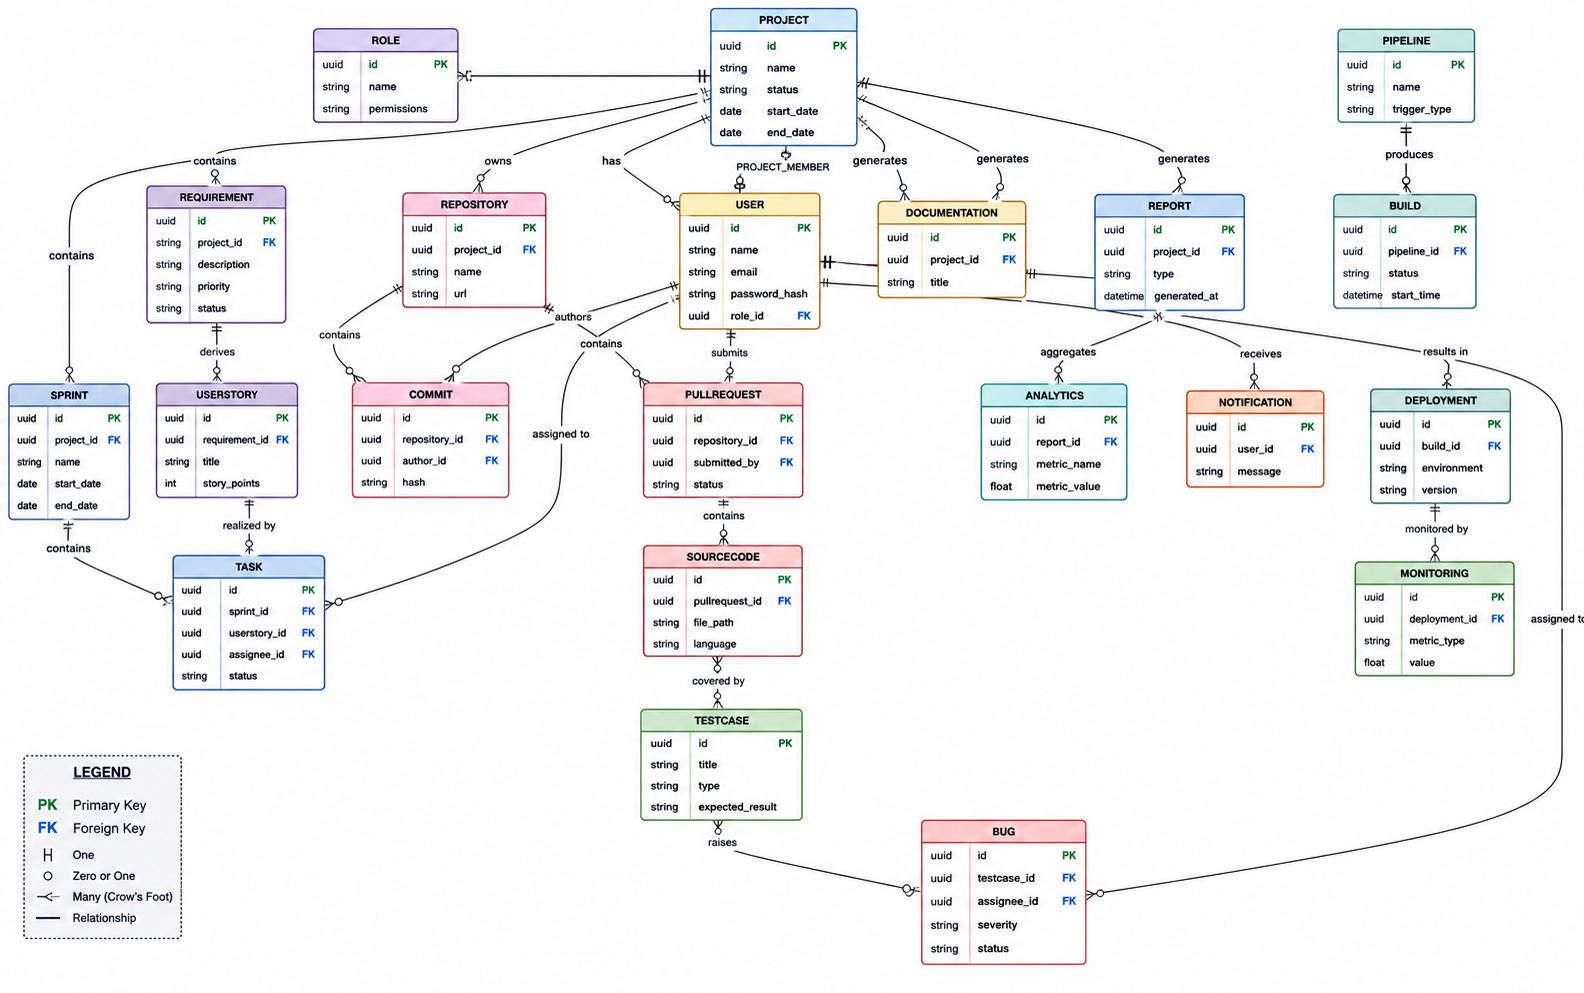 PROJECT
uuid id PK
string name
string status
date start_date
date end_date
ROLE
uuid id PK
string name
string permissions
PIPELINE
uuid id PK
string name
string trigger_type
contains
owns
has
PROJECT_MEMBER
generates
generates
generates
produces
REQUIREMENT
uuid id PK
string project_id FK
string description
string priority
string status
REPOSITORY
uuid id PK
uuid project_id FK
string name
string url
USER
uuid id PK
string name
string email
string password_hash
uuid role_id FK
DOCUMENTATION
uuid id PK
uuid project_id FK
string title
REPORT
uuid id PK
uuid project_id FK
string type
datetime generated_at
BUILD
uuid id PK
uuid pipeline_id FK
string status
datetime start_time
contains
derives
contains
authors
contains
submits
aggregates
receives
results in
SPRINT
uuid id PK
uuid project_id FK
string name
date start_date
date end_date
USERSTORY
uuid id PK
uuid requirement_id FK
string title
int story_points
COMMIT
uuid id PK
uuid repository_id FK
uuid author_id FK
string hash
assigned to
PULLREQUEST
uuid id PK
uuid repository_id FK
uuid submitted_by FK
string status
ANALYTICS
uuid id PK
uuid report_id FK
string metric_name
float metric_value
NOTIFICATION
uuid id PK
uuid user_id FK
string message
DEPLOYMENT
uuid id PK
uuid build_id FK
string environment
string version
contains
realized by
contains
monitored by
TASK
uuid id PK
uuid sprint_id FK
uuid userstory_id FK
uuid assignee_id FK
string status
SOURCECODE
uuid id PK
uuid pullrequest_id FK
string file_path
string language
MONITORING
uuid id PK
uuid deployment_id FK
string metric_type
float value
assigned to
covered by
TESTCASE
uuid id PK
string title
string type
string expected_result
raises
BUG
uuid id PK
uuid testcase_id FK
uuid assignee_id FK
string severity
string status
LEGEND
PK Primary Key
FK Foreign Key
One
Zero or One
Many (Crow's Foot)
Relationship